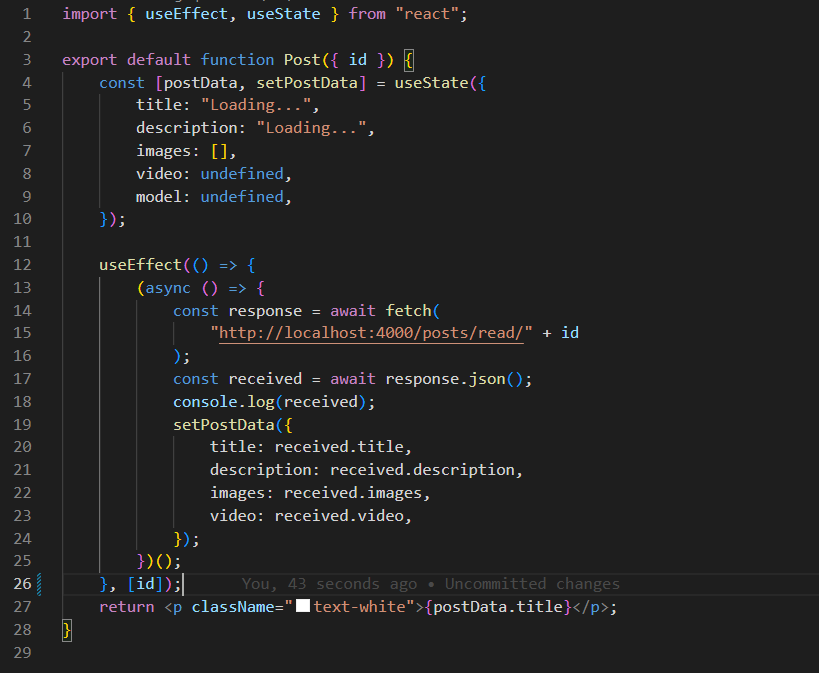 1 import { useEffect, useState } from "react";
2
3 export default function Post({ id }) {
4     const [postData, setPostData] = useState({
5         title: "Loading...",
6         description: "Loading...",
7         images: [],
8         video: undefined,
9         model: undefined,
10     });
11
12     useEffect(() => {
13         (async () => {
14             const response = await fetch(
15                 "http://localhost:4000/posts/read/" + id
16             );
17             const received = await response.json();
18             console.log(received);
19             setPostData({
20                 title: received.title,
21                 description: received.description,
22                 images: received.images,
23                 video: received.video,
24             });
25         })();
26     }, [id]); You, 43 seconds ago • Uncommitted changes
27     return <p className="text-white">{postData.title}</p>;
28 }
29